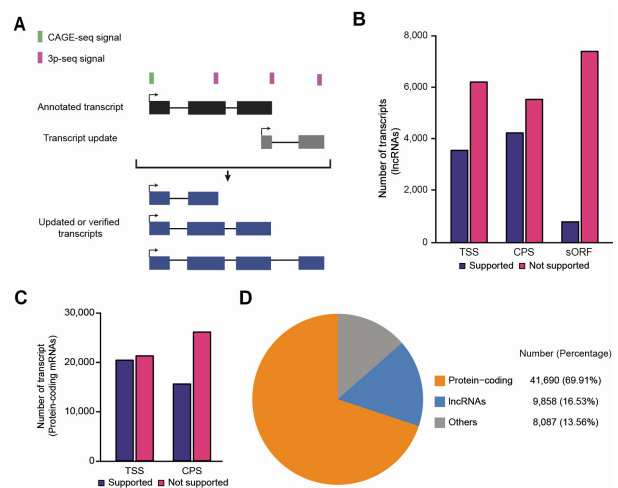 A
CAGE-seq signal
3p-seq signal
Annotated transcript
Transcript update
Updated or verified
transcripts
B
Number of transcripts
(lncRNAs)
8,000
6,000
4,000
2,000
0
TSS
CPS
sORF
Supported
Not supported
C
Number of transcript
(Protein-coding mRNAs)
30,000
20,000
10,000
0
TSS
CPS
Supported
Not supported
D
Number (Percentage)
Protein−coding 41,690 (69.91%)
lncRNAs 9,858 (16.53%)
Others 8,087 (13.56%)